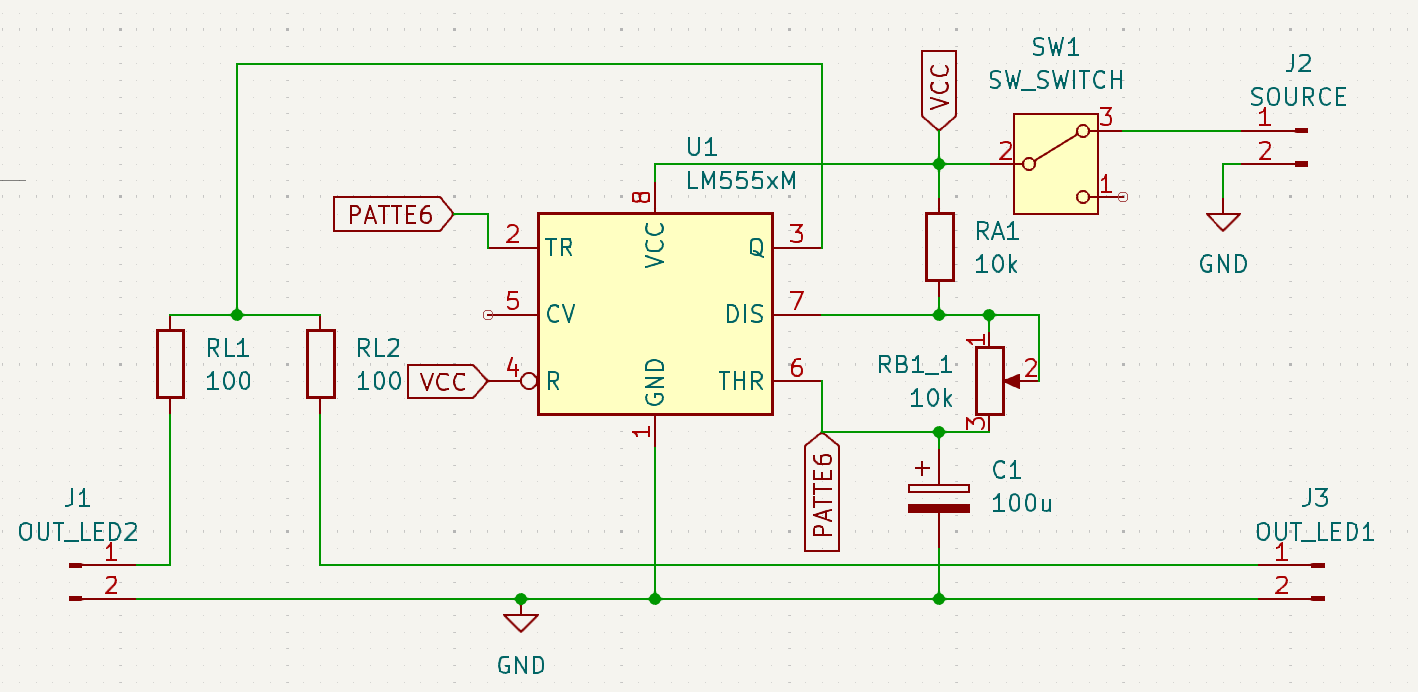 SW1
SW_SWITCH
J2
SOURCE
VCC
3
1
2
2
1
U1
LM555xM
8
PATTE6
2
TR
VCC
Q
3
RA1
10k
GND
5
CV
DIS
7
RL1
100
RL2
100
VCC
4
R
GND
THR
6
RB1_1
10k
1
2
3
1
PATTE6
+
C1
100u
J1
OUT_LED2
1
2
J3
OUT_LED1
1
2
GND